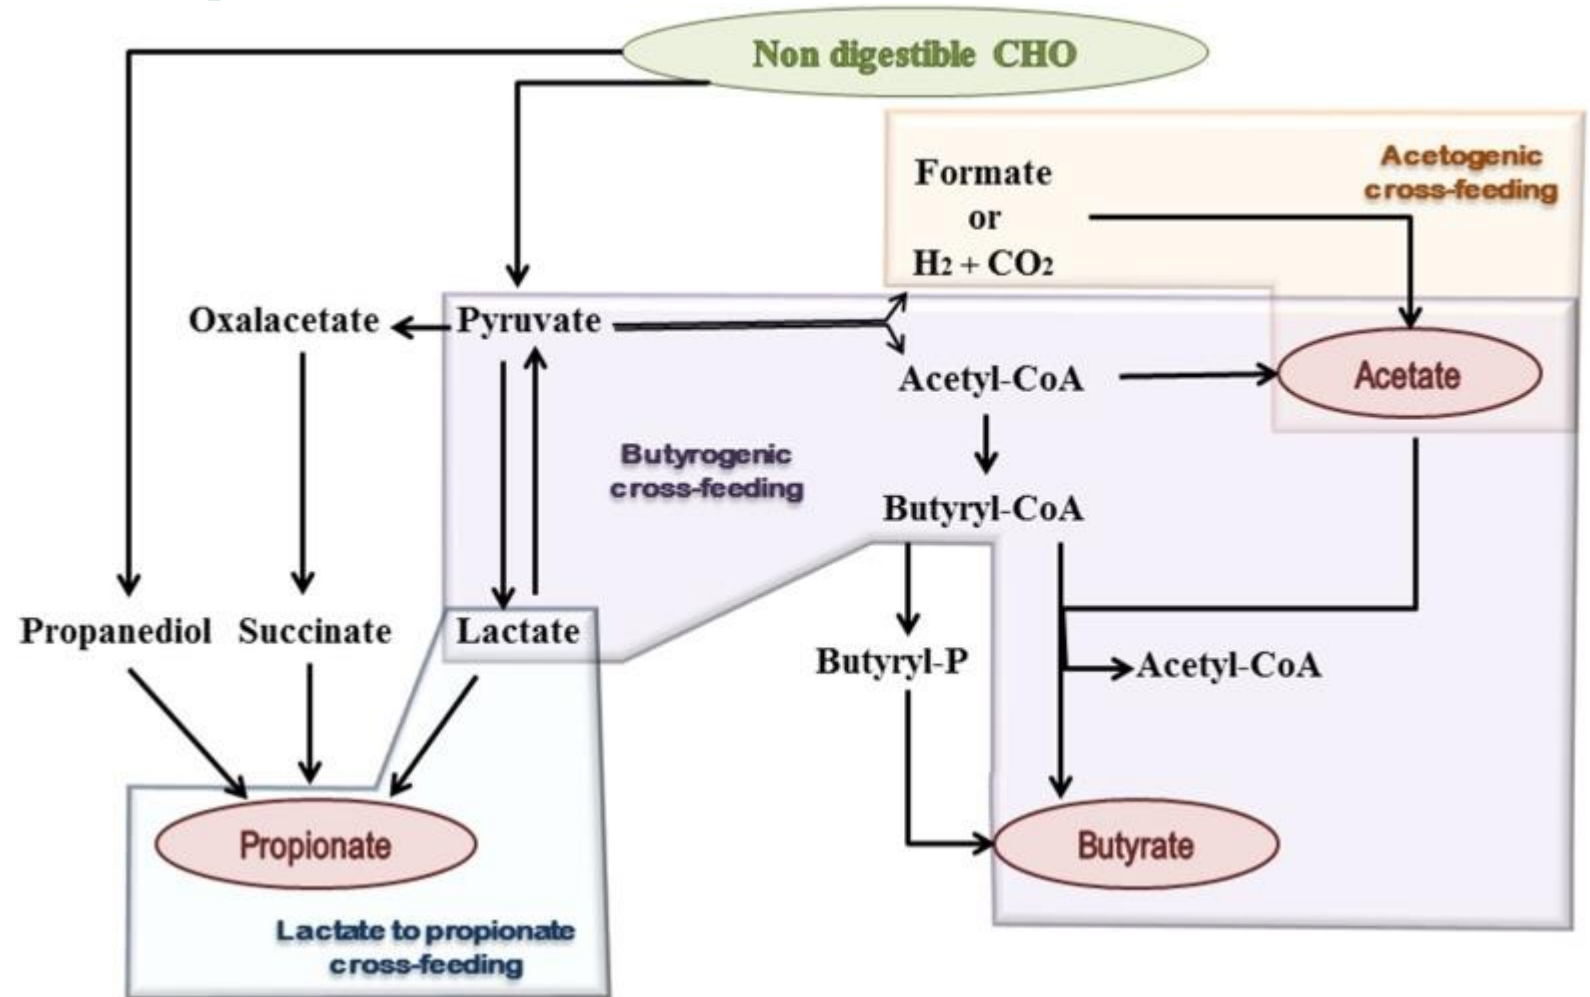 Non digestible CHO
Acetogenic
cross-feeding
Formate
or
H₂ + CO₂
Oxalacetate
Pyruvate
Acetyl-CoA
Acetate
Butyrogenic
cross-feeding
Butyryl-CoA
Propanediol
Succinate
Lactate
Butyryl-P
Acetyl-CoA
Propionate
Butyrate
Lactate to propionate
cross-feeding